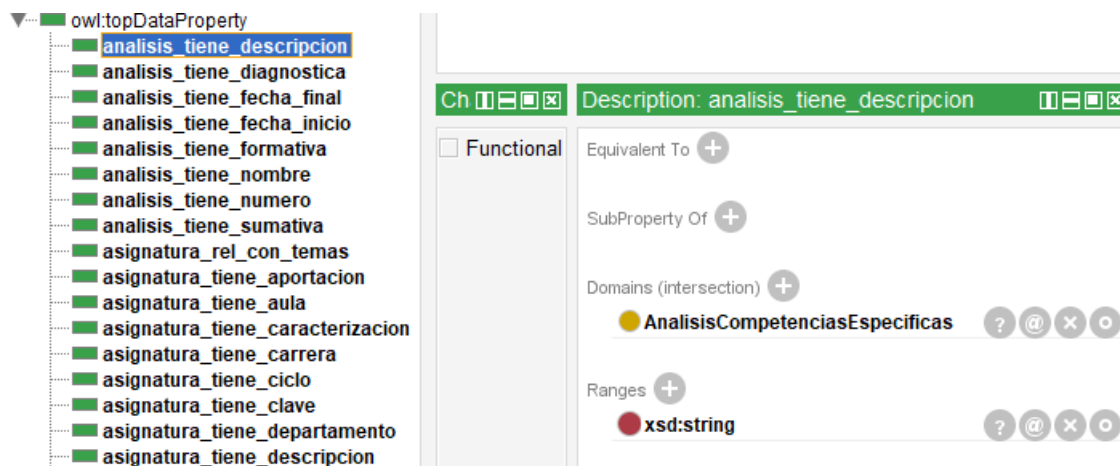 owl:topDataProperty
analisis_tiene_descripcion
analisis_tiene_diagnostica
analisis_tiene_fecha_final
analisis_tiene_fecha_inicio
analisis_tiene_formativa
analisis_tiene_nombre
analisis_tiene_numero
analisis_tiene_sumativa
asignatura_rel_con_temas
asignatura_tiene_aportacion
asignatura_tiene_aula
asignatura_tiene_caracterizacion
asignatura_tiene_carrera
asignatura_tiene_ciclo
asignatura_tiene_clave
asignatura_tiene_departamento
asignatura_tiene_descripcion
Ch
Functional
Description: analisis_tiene_descripcion
Equivalent To
SubProperty Of
Domains (intersection)
AnalisisCompetenciasEspecificas
Ranges
xsd:string